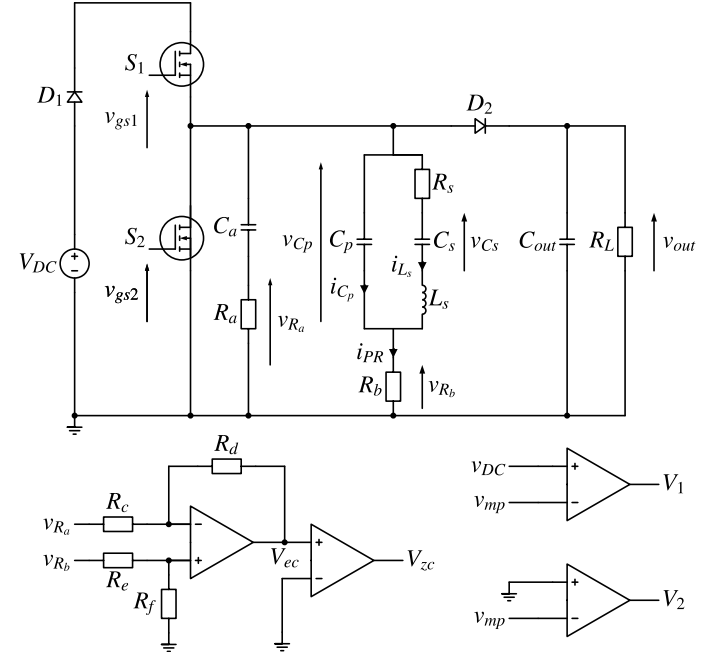 S1
D1
vgs1
D2
Rs
S2
Ca
vCp
Cp
Cs
vCs
Cout
RL
vout
VDC
+
-
vgs2
iCp
iLs
Ls
Ra
vRa
iPR
Rb
vRb
Rd
vDC
+
V1
vmp
-
vRa
Rc
-
vRb
Re
+
Vec
+
-
Vzc
Rf
+
V2
vmp
-